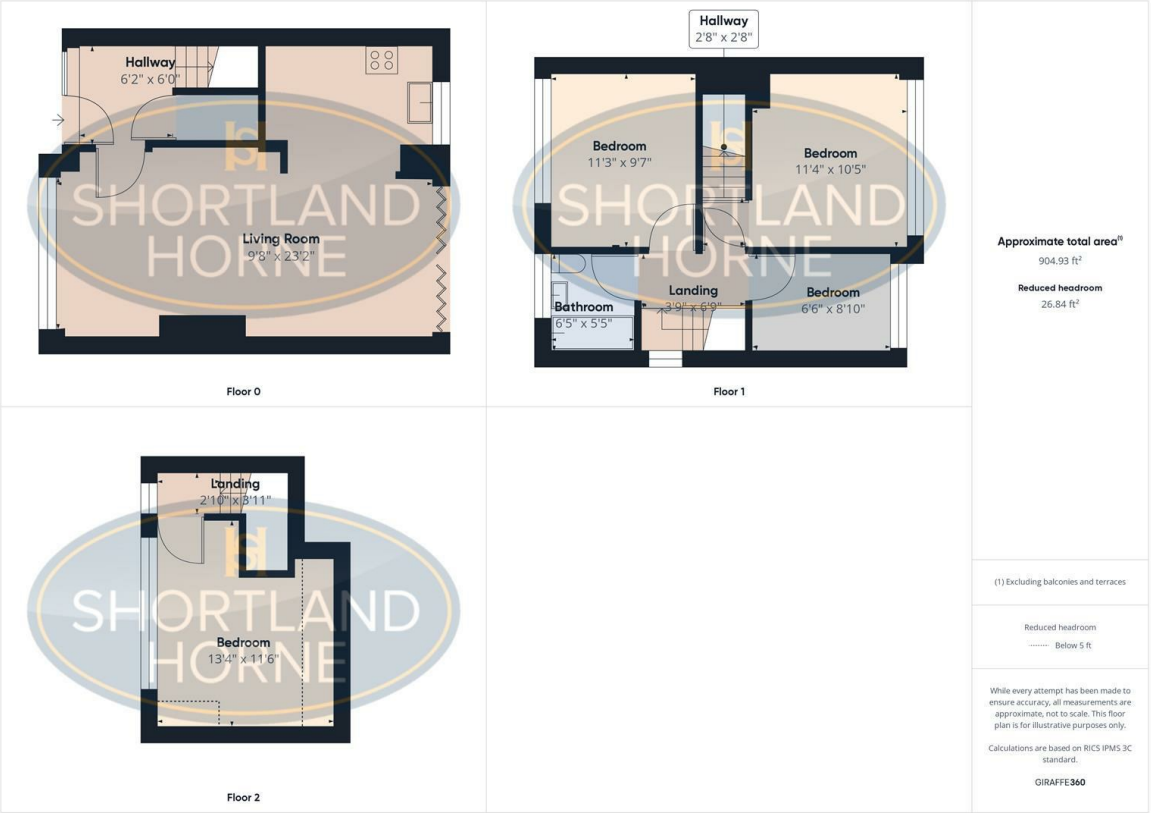 Hallway
6'2" x 6'0"
Living Room
9'8" x 23'2"
SHORTLAND
HORNE
Floor 0
Hallway
2'8" x 2'8"
Bedroom
11'3" x 9'7"
Bedroom
11'4" x 10'5"
SHORTLAND
HORNE
Landing
3'9" x 6'9"
Bathroom
6'5" x 5'5"
Bedroom
6'6" x 8'10"
Floor 1
Landing
2'10" x 3'11"
SHORTLAND
HORNE
Bedroom
13'4" x 11'6"
Floor 2
Approximate total area(1)
904.93 ft²
Reduced headroom
26.84 ft²
(1) Excluding balconies and terraces
Reduced headroom
Below 5 ft
While every attempt has been made to
ensure accuracy, all measurements are
approximate, not to scale. This floor
plan is for illustrative purposes only.
Calculations are based on RICS IPMS 3C
standard.
GIRAFFE360